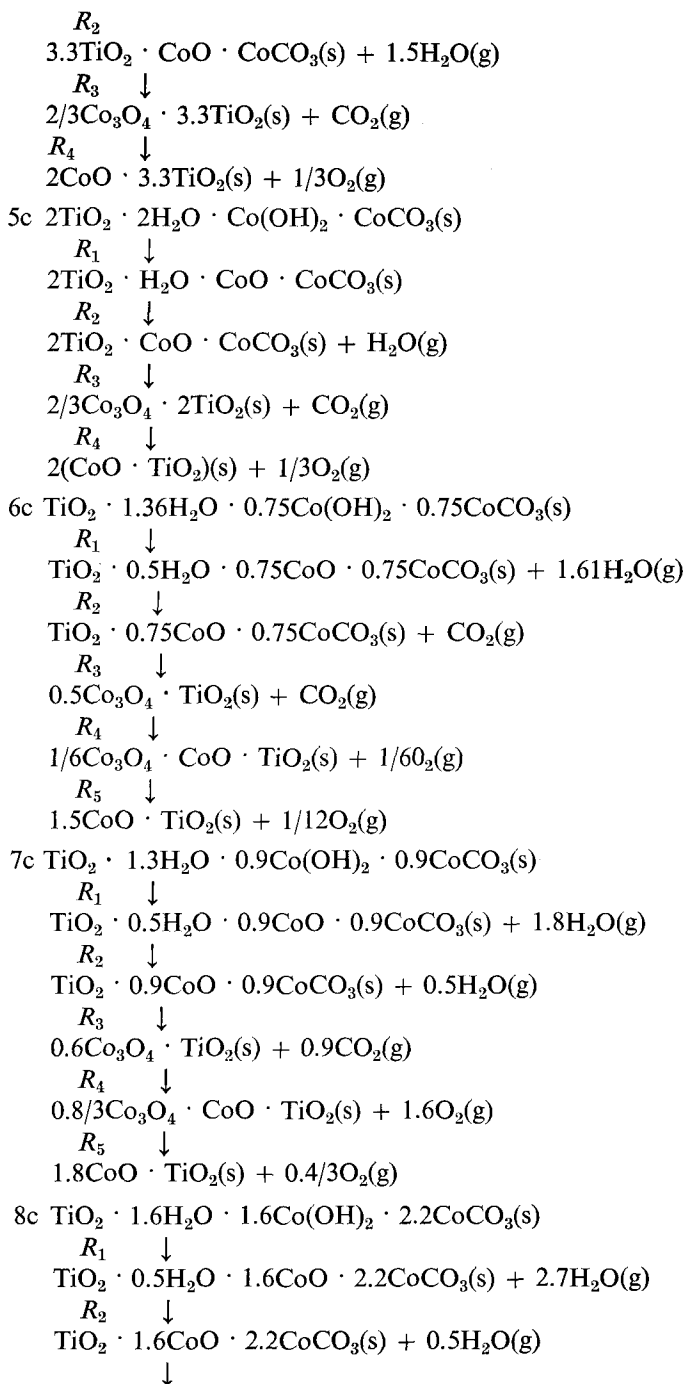 R₂
3.3TiO₂ · CoO · CoCO₃(s) + 1.5H₂O(g)
R₃ ↓
2/3Co₃O₄ · 3.3TiO₂(s) + CO₂(g)
R₄ ↓
2CoO · 3.3TiO₂(s) + 1/3O₂(g)
5c 2TiO₂ · 2H₂O · Co(OH)₂ · CoCO₃(s)
R₁ ↓
2TiO₂ · H₂O · CoO · CoCO₃(s)
R₂ ↓
2TiO₂ · CoO · CoCO₃(s) + H₂O(g)
R₃ ↓
2/3Co₃O₄ · 2TiO₂(s) + CO₂(g)
R₄ ↓
2(CoO · TiO₂)(s) + 1/3O₂(g)
6c TiO₂ · 1.36H₂O · 0.75Co(OH)₂ · 0.75CoCO₃(s)
R₁ ↓
TiO₂ · 0.5H₂O · 0.75CoO · 0.75CoCO₃(s) + 1.61H₂O(g)
R₂ ↓
TiO₂ · 0.75CoO · 0.75CoCO₃(s) + CO₂(g)
R₃ ↓
0.5Co₃O₄ · TiO₂(s) + CO₂(g)
R₄ ↓
1/6Co₃O₄ · CoO · TiO₂(s) + 1/60₂(g)
R₅ ↓
1.5CoO · TiO₂(s) + 1/12O₂(g)
7c TiO₂ · 1.3H₂O · 0.9Co(OH)₂ · 0.9CoCO₃(s)
R₁ ↓
TiO₂ · 0.5H₂O · 0.9CoO · 0.9CoCO₃(s) + 1.8H₂O(g)
R₂ ↓
TiO₂ · 0.9CoO · 0.9CoCO₃(s) + 0.5H₂O(g)
R₃ ↓
0.6Co₃O₄ · TiO₂(s) + 0.9CO₂(g)
R₄ ↓
0.8/3Co₃O₄ · CoO · TiO₂(s) + 1.6O₂(g)
R₅ ↓
1.8CoO · TiO₂(s) + 0.4/3O₂(g)
8c TiO₂ · 1.6H₂O · 1.6Co(OH)₂ · 2.2CoCO₃(s)
R₁ ↓
TiO₂ · 0.5H₂O · 1.6CoO · 2.2CoCO₃(s) + 2.7H₂O(g)
R₂ ↓
TiO₂ · 1.6CoO · 2.2CoCO₃(s) + 0.5H₂O(g)
↓